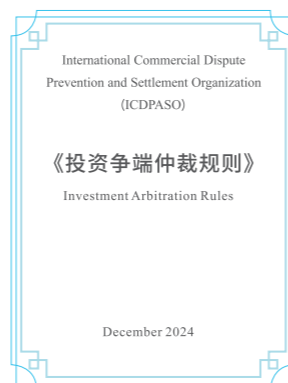 International Commercial Dispute
Prevention and Settlement Organization
(ICDPASO)
《投资争端仲裁规则》
Investment Arbitration Rules
December 2024